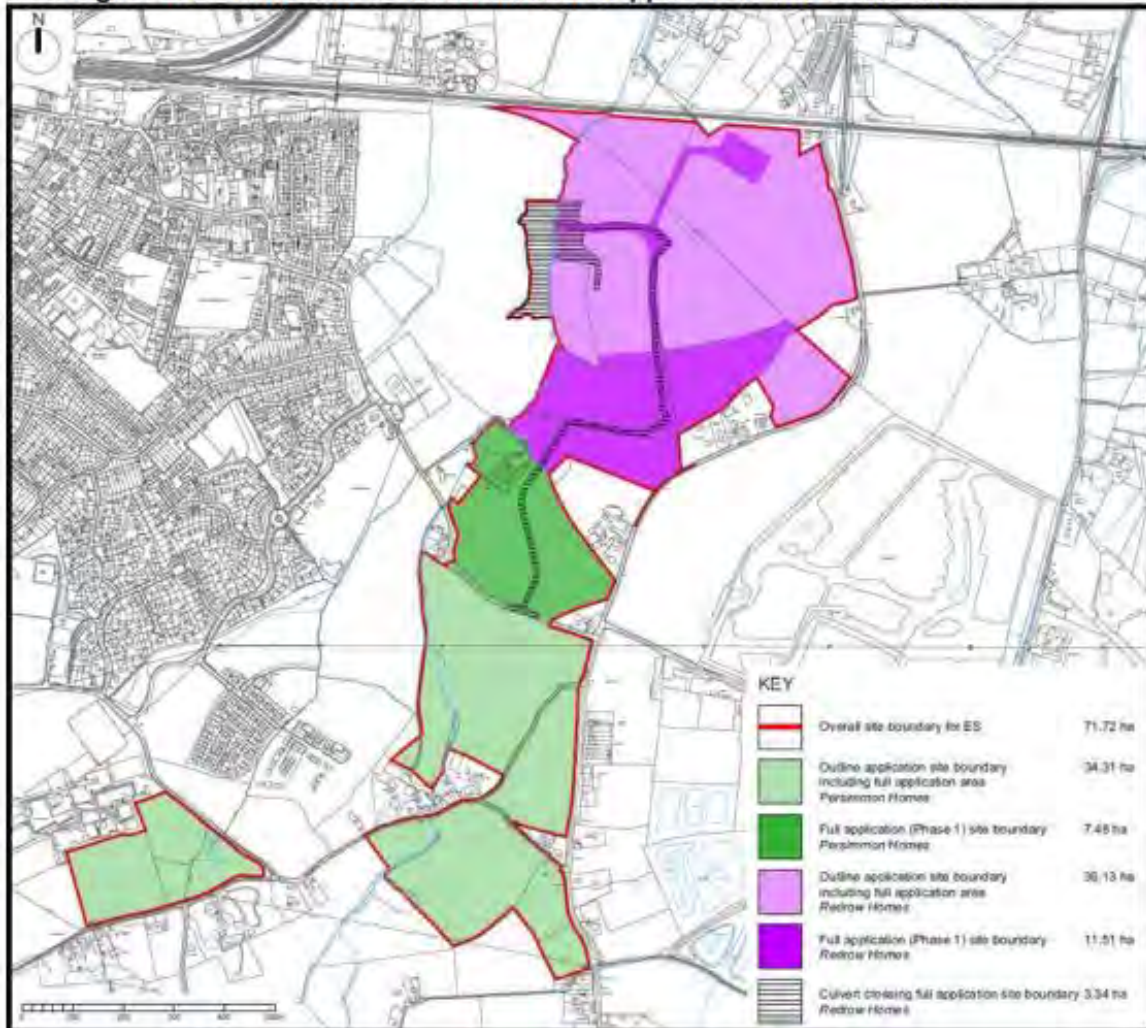 N
KEY
Overall site boundary for ES 71.72 ha
Outline application site boundary 34.31 ha
including full application area
Persimmon Homes
Full application (Phase 1) site boundary 7.48 ha
Persimmon Homes
Outline application site boundary 36.13 ha
including full application area
Redrow Homes
Full application (Phase 1) site boundary 11.51 ha
Redrow Homes
Culvert crossing full application site boundary 3.34 ha
Redrow Homes